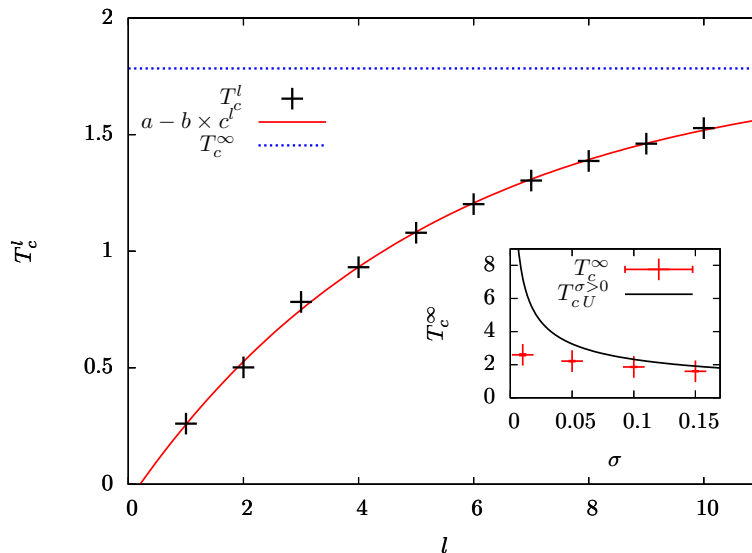 2
1.5
1
0.5
0
0 2 4 6 8 10
T_c^l
l
T_c^l
a − b × c^l
T_c^∞
8
6
4
2
0
0 0.05 0.1 0.15
T_c^∞
σ
T_c^∞
T_{c U}^{σ>0}